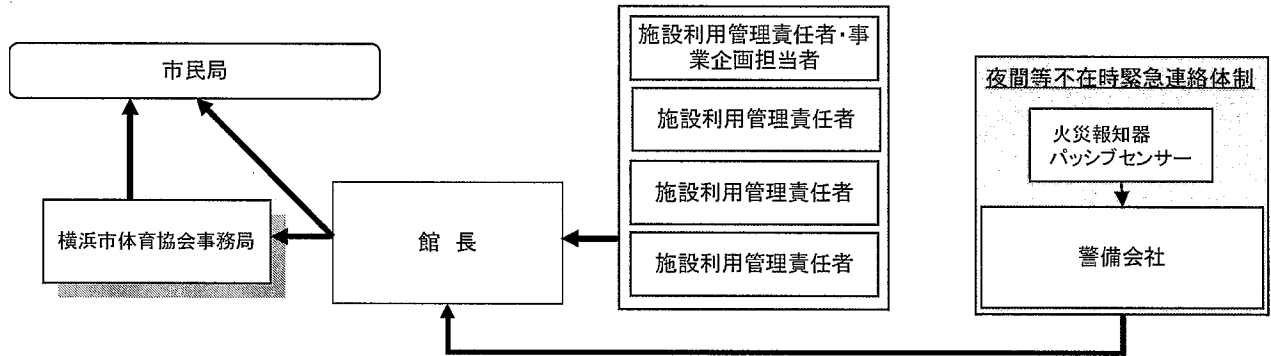 市民局
横浜市体育協会事務局
館 長
施設利用管理責任者・事
業企画担当者
施設利用管理責任者
施設利用管理責任者
施設利用管理責任者
夜間等不在時緊急連絡体制
火災報知器
パッシブセンサー
警備会社